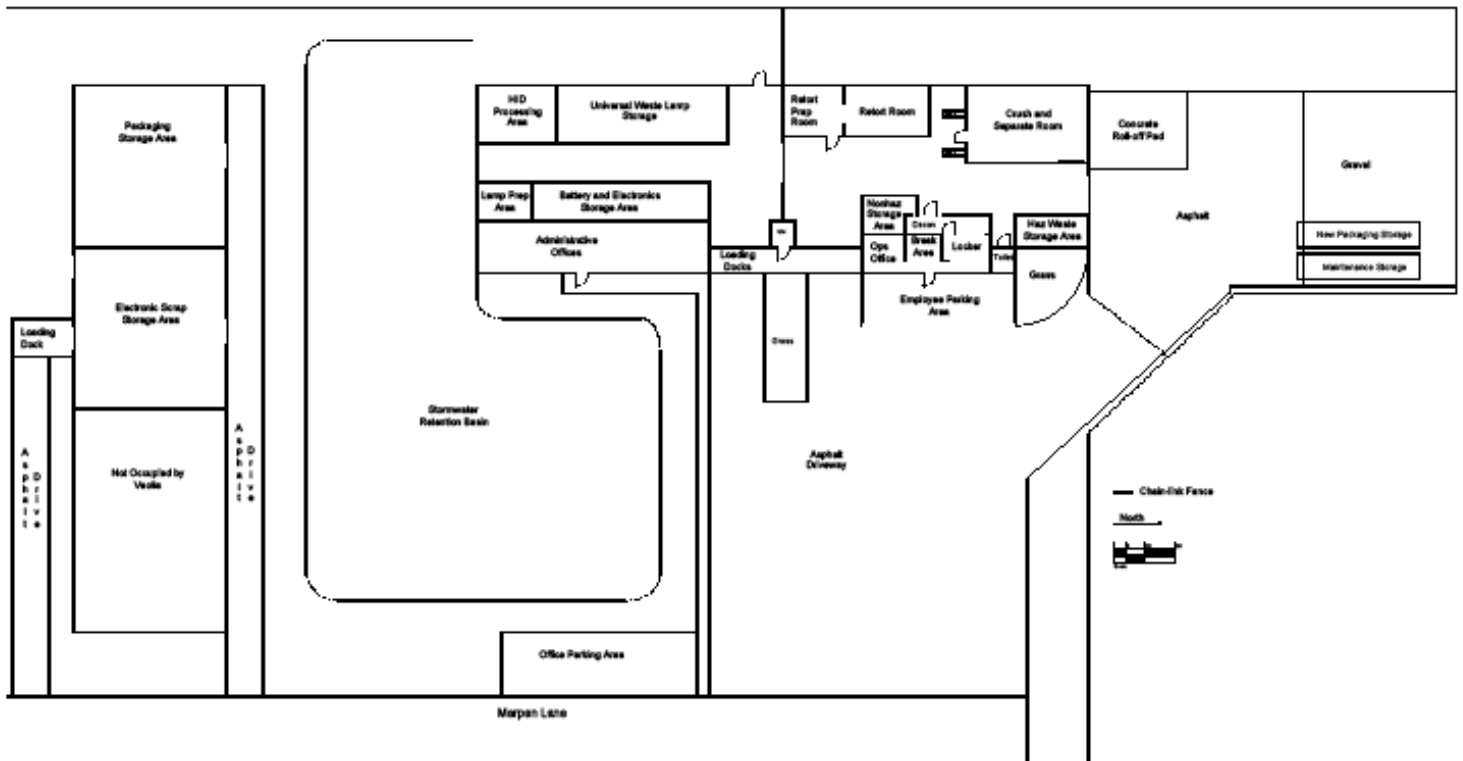 Packaging
Storage Area
HID
Processing
Area
Universal Waste Lamp
Storage
Retort
Prep
Room
Retort Room
Crush and
Separate Room
Concrete
Roll-off Pad
Gravel
Asphalt
Lamp Prep
Area
Battery and Electronics
Storage Area
Nonhaz
Storage
Area
Decon
Haz Waste
Storage Area
New Packaging Storage
Maintenance Storage
Administrative
Offices
Loading
Docks
Ops
Office
Break
Area
Locker
Toilet
Grass
Employee Parking
Area
Electronic Scrap
Storage Area
Loading
Dock
Grass
Stormwater
Retention Basin
Asphalt
Driveway
Not Occupied by
Veolia
Asphalt
Drive
Asphalt
Drive
Chain-link Fence
North
Office Parking Area
Marpan Lane